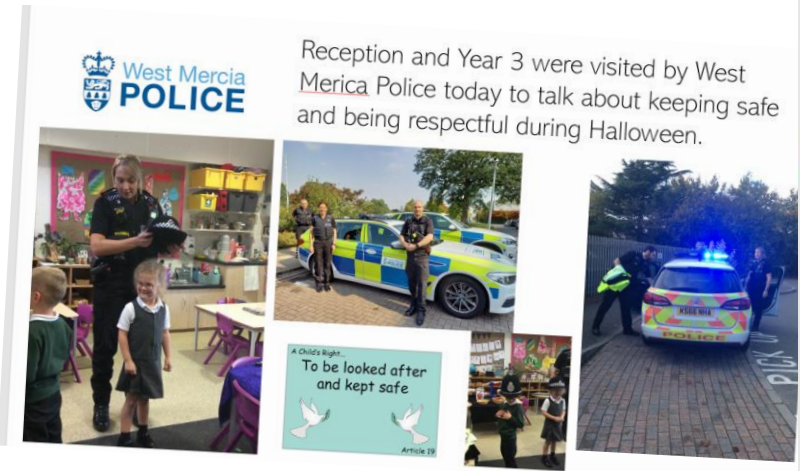 West Mercia
POLICE
Reception and Year 3 were visited by West
Merica Police today to talk about keeping safe
and being respectful during Halloween.
A Child's Right...
To be looked after
and kept safe
Article 19
POLICE
PICK